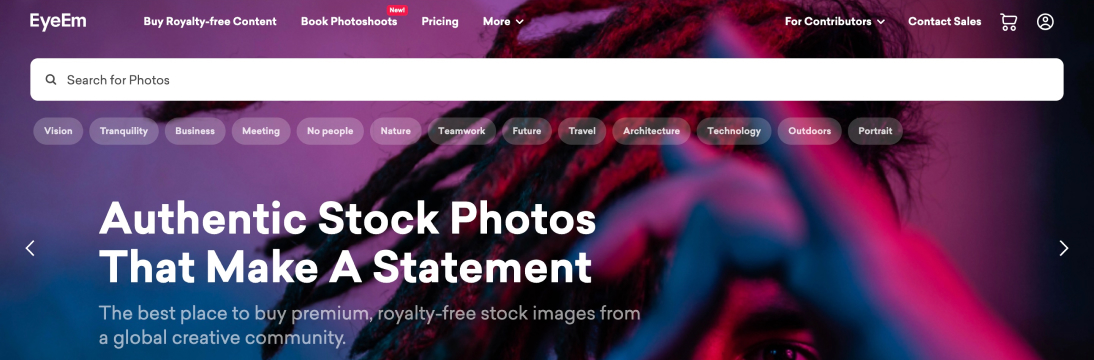 EyeEm
Buy Royalty-free Content
Book Photoshoots
New!
Pricing
More
For Contributors
Contact Sales
Search for Photos
Vision
Tranquility
Business
Meeting
No people
Nature
Teamwork
Future
Travel
Architecture
Technology
Outdoors
Portrait
Authentic Stock Photos
That Make A Statement
The best place to buy premium, royalty-free stock images from
a global creative community.